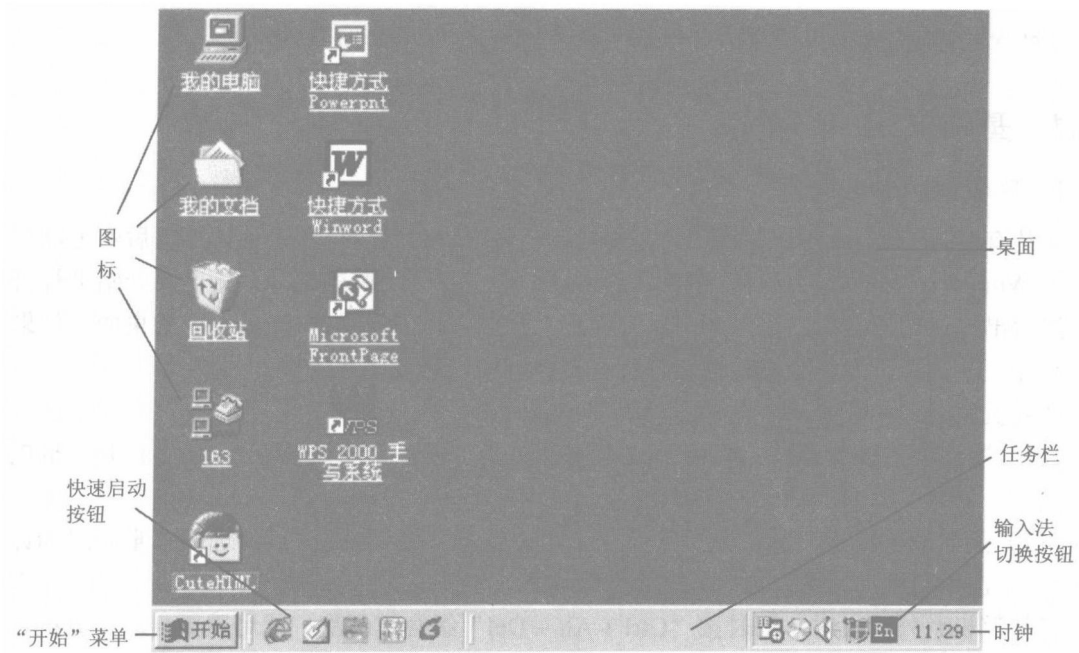 我的电脑
快捷方式
Powerpnt
我的文档
快捷方式
Winword
图
标
桌面
回收站
Microsoft
FrontPage
163
WPS 2000 手
写系统
任务栏
快速启动
按钮
输入法
切换按钮
CuteHTML
“开始”菜单
开始
En
11:29
时钟